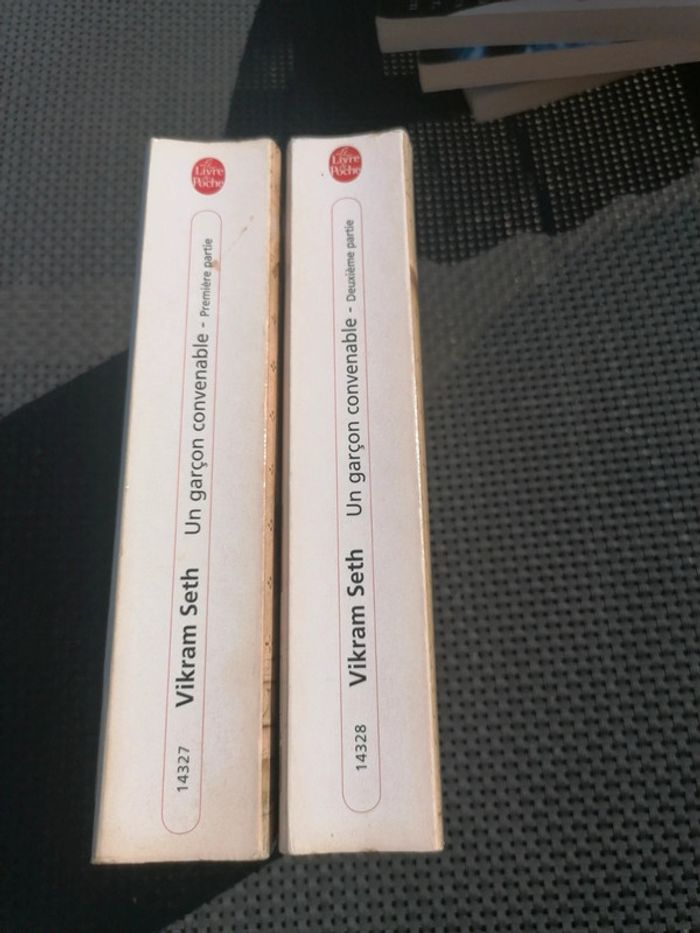 Le
Livre
de
Poche
14327 Vikram Seth Un garçon convenable - Première partie
Le
Livre
de
Poche
14328 Vikram Seth Un garçon convenable - Deuxième partie